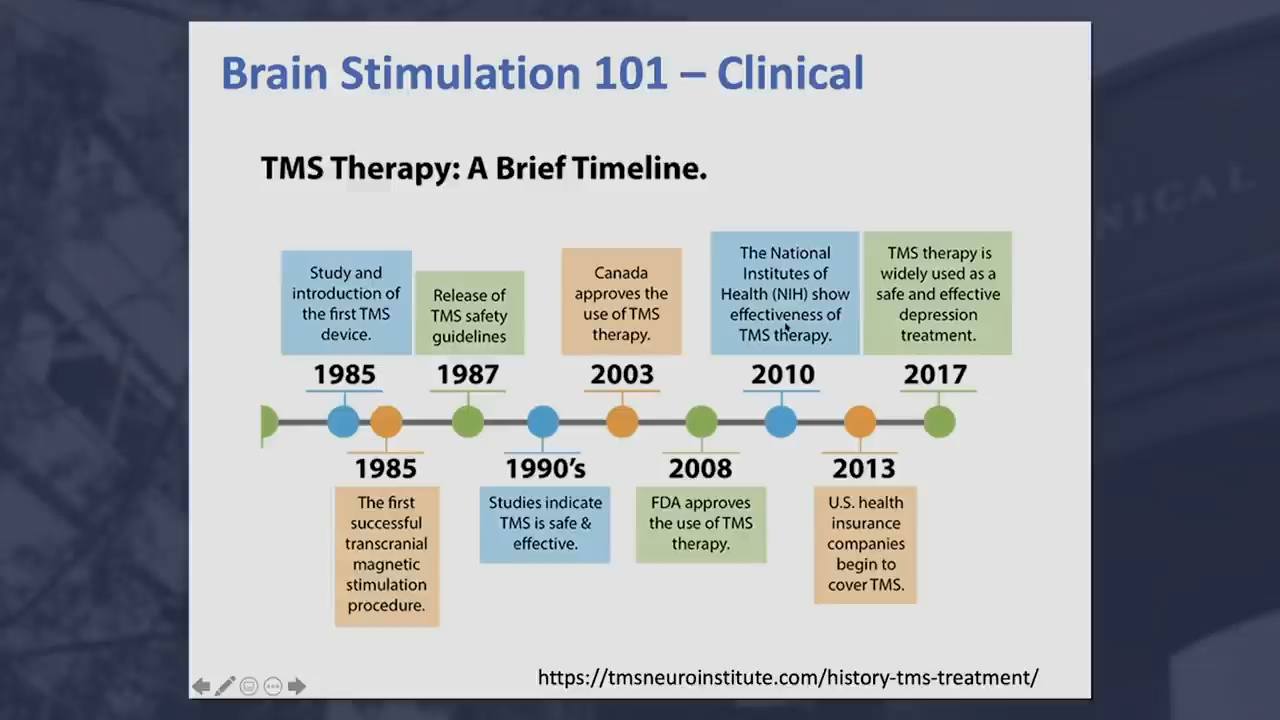 Brain Stimulation 101 – Clinical
TMS Therapy: A Brief Timeline.
Study and
introduction of
the first TMS
device.
1985
Release of
TMS safety
guidelines
1987
Canada
approves the
use of TMS
therapy.
2003
The National
Institutes of
Health (NIH) show
effectiveness of
TMS therapy.
2010
TMS therapy is
widely used as a
safe and effective
depression
treatment.
2017
1985
The first
successful
transcranial
magnetic
stimulation
procedure.
1990's
Studies indicate
TMS is safe &
effective.
2008
FDA approves
the use of TMS
therapy.
2013
U.S. health
insurance
companies
begin to
cover TMS.
https://tmsneuroinstitute.com/history-tms-treatment/